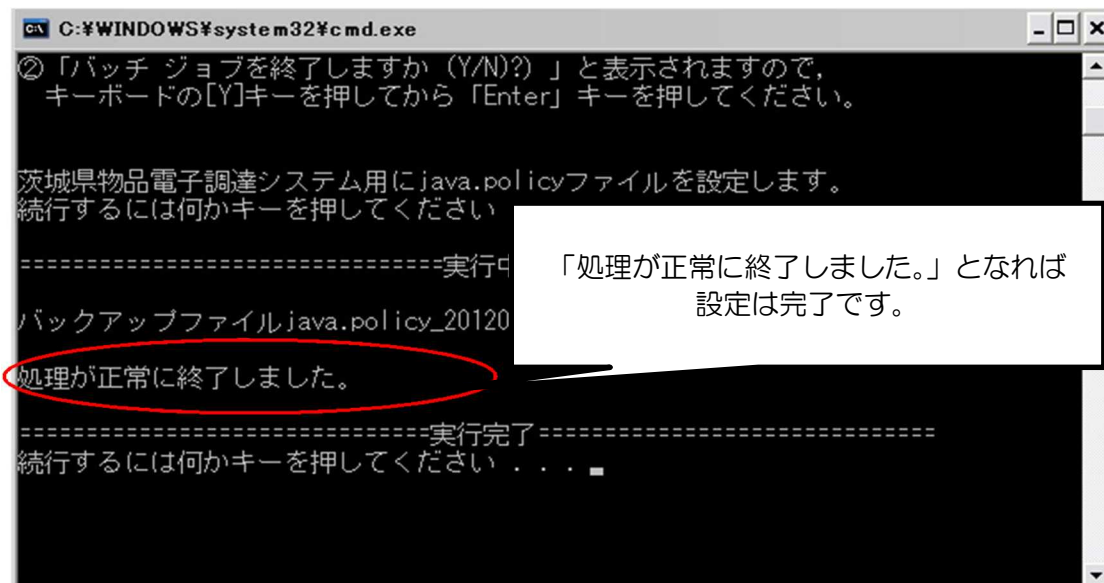 C:¥WINDOWS¥system32¥cmd.exe
②「バッチ ジョブを終了しますか (Y/N)?) 」と表示されますので,
キーボードの[Y]キーを押してから「Enter」キーを押してください。
茨城県物品電子調達システム用にjava.policyファイルを設定します。
続行するには何かキーを押してください
================================実行中
バックアップファイルjava.policy_20120
処理が正常に終了しました。
===============================実行完了==============================
続行するには何かキーを押してください . . .
「処理が正常に終了しました。」となれば
設定は完了です。